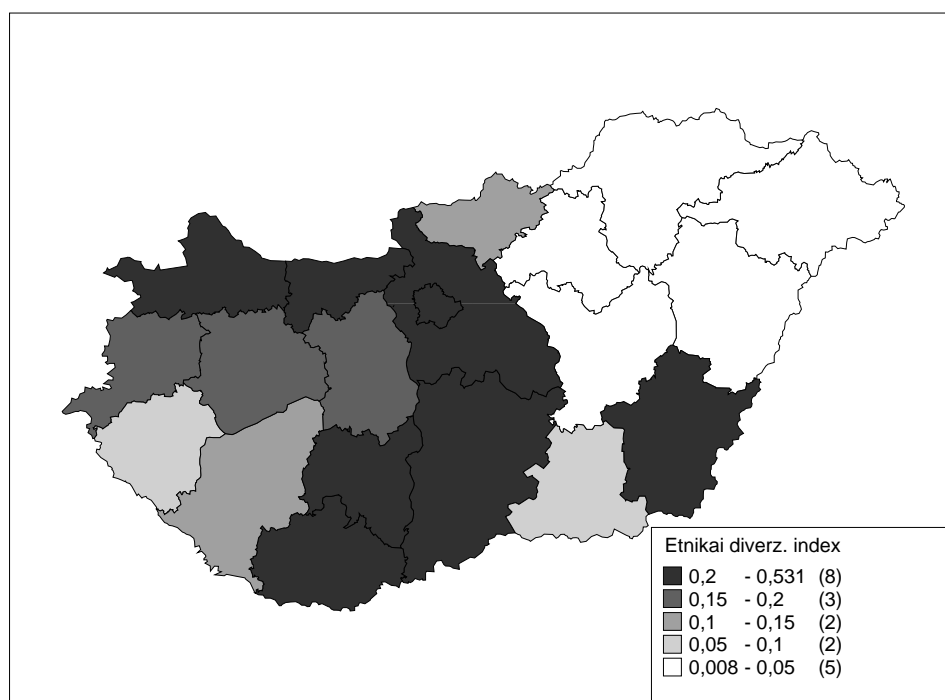 Etnikai diverz. index
0,2 - 0,531 (8)
0,15 - 0,2 (3)
0,1 - 0,15 (2)
0,05 - 0,1 (2)
0,008 - 0,05 (5)